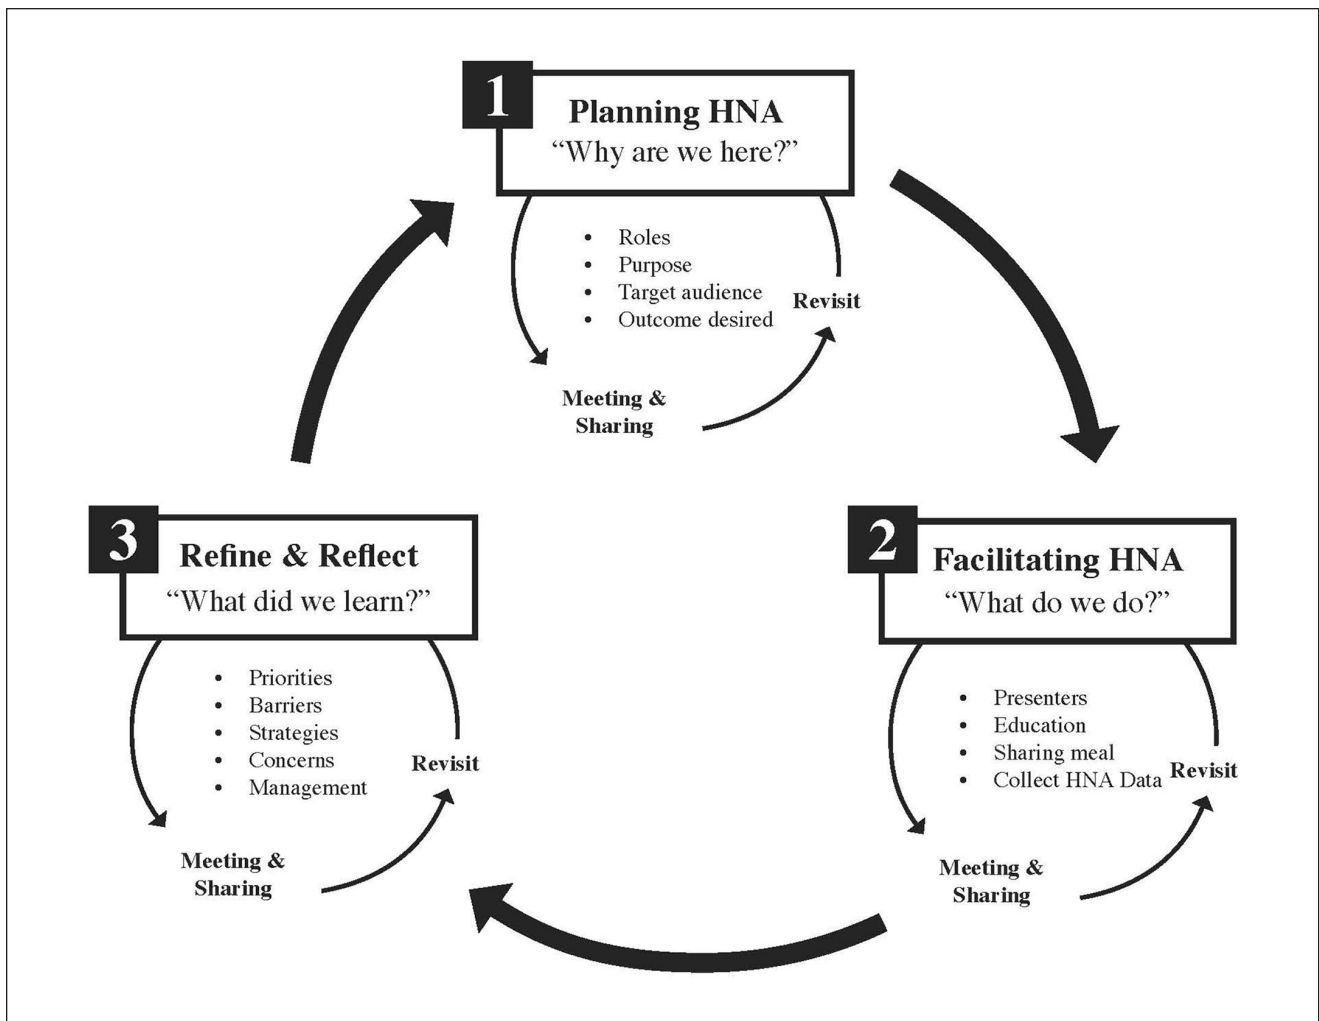 1
Planning HNA
“Why are we here?”
• Roles
• Purpose
• Target audience
• Outcome desired
Revisit
Meeting &
Sharing
2
Facilitating HNA
“What do we do?”
• Presenters
• Education
• Sharing meal
• Collect HNA Data
Revisit
Meeting &
Sharing
3
Refine & Reflect
“What did we learn?”
• Priorities
• Barriers
• Strategies
• Concerns
• Management
Revisit
Meeting &
Sharing